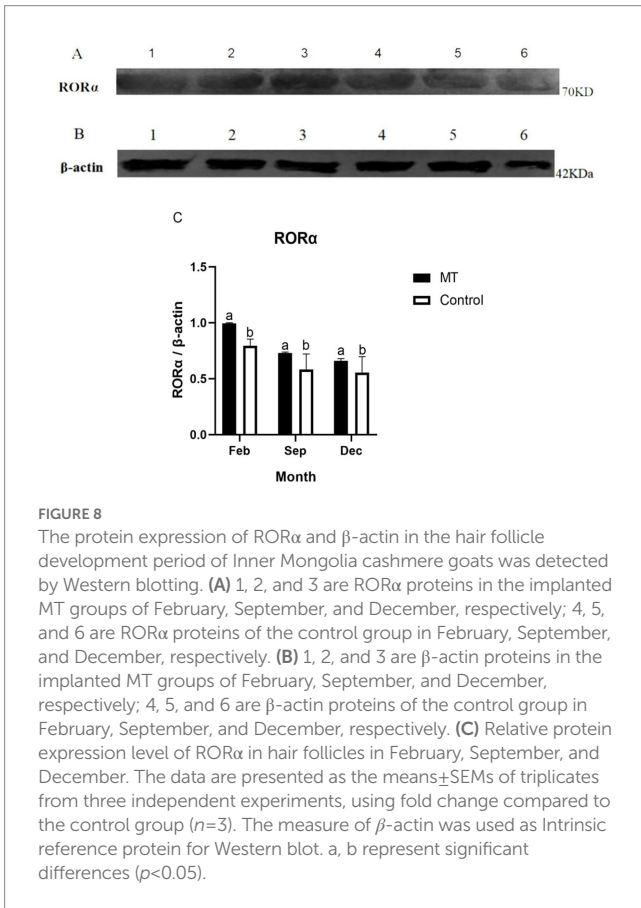 A 1 2 3 4 5 6
RORα 70KD
B 1 2 3 4 5 6
β-actin 42KDa
C
RORα
1.5
1.0
0.5
0.0
RORα / β-actin
a b a b a b
Feb Sep Dec
Month
MT
Control
FIGURE 8
The protein expression of RORα and β-actin in the hair follicle
development period of Inner Mongolia cashmere goats was detected
by Western blotting. (A) 1, 2, and 3 are RORα proteins in the implanted
MT groups of February, September, and December, respectively; 4, 5,
and 6 are RORα proteins of the control group in February, September,
and December, respectively. (B) 1, 2, and 3 are β-actin proteins in the
implanted MT groups of February, September, and December,
respectively; 4, 5, and 6 are β-actin proteins of the control group in
February, September, and December, respectively. (C) Relative protein
expression level of RORα in hair follicles in February, September, and
December. The data are presented as the means±SEMs of triplicates
from three independent experiments, using fold change compared to
the control group (n=3). The measure of β-actin was used as Intrinsic
reference protein for Western blot. a, b represent significant
differences (p<0.05).